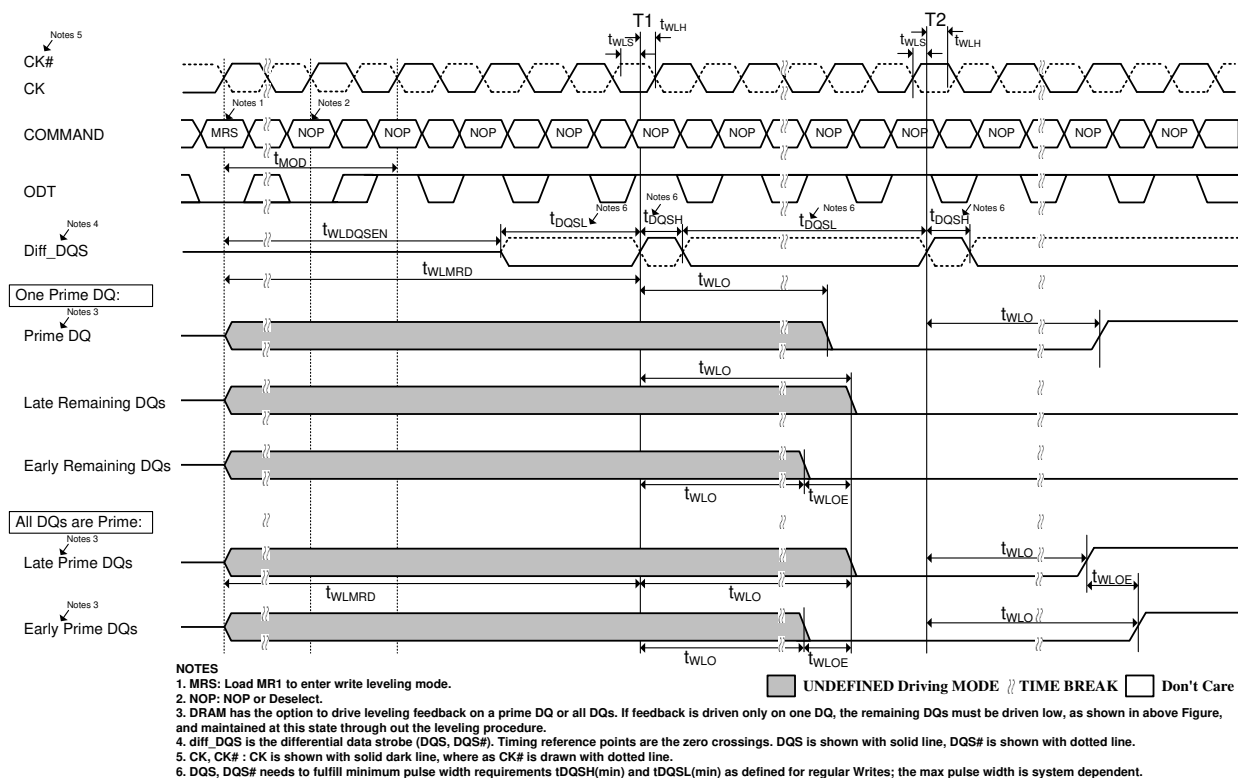 T1
T2
tWLS
tWLH
tWLS
tWLH
Notes 5
CK#
CK
Notes 1
Notes 2
COMMAND
MRS
NOP
NOP
NOP
NOP
NOP
NOP
NOP
NOP
NOP
NOP
NOP
tMOD
ODT
Notes 6
Notes 6
Notes 6
Notes 6
tDQSL
tDQSH
tDQSL
tDQSH
Notes 4
Diff_DQS
tWLDQSEN
tWLMRD
tWLO
One Prime DQ:
Notes 3
Prime DQ
tWLO
tWLO
Late Remaining DQs
Early Remaining DQs
tWLO
tWLOE
All DQs are Prime:
Notes 3
Late Prime DQs
tWLO
tWLMRD
tWLO
tWLOE
Notes 3
Early Prime DQs
tWLO
tWLO
tWLOE
NOTES
1. MRS: Load MR1 to enter write leveling mode.
2. NOP: NOP or Deselect.
UNDEFINED Driving MODE
TIME BREAK
Don't Care
3. DRAM has the option to drive leveling feedback on a prime DQ or all DQs. If feedback is driven only on one DQ, the remaining DQs must be driven low, as shown in above Figure,
and maintained at this state through out the leveling procedure.
4. diff_DQS is the differential data strobe (DQS, DQS#). Timing reference points are the zero crossings. DQS is shown with solid line, DQS# is shown with dotted line.
5. CK, CK# : CK is shown with solid dark line, where as CK# is drawn with dotted line.
6. DQS, DQS# needs to fulfill minimum pulse width requirements tDQSH(min) and tDQSL(min) as defined for regular Writes; the max pulse width is system dependent.